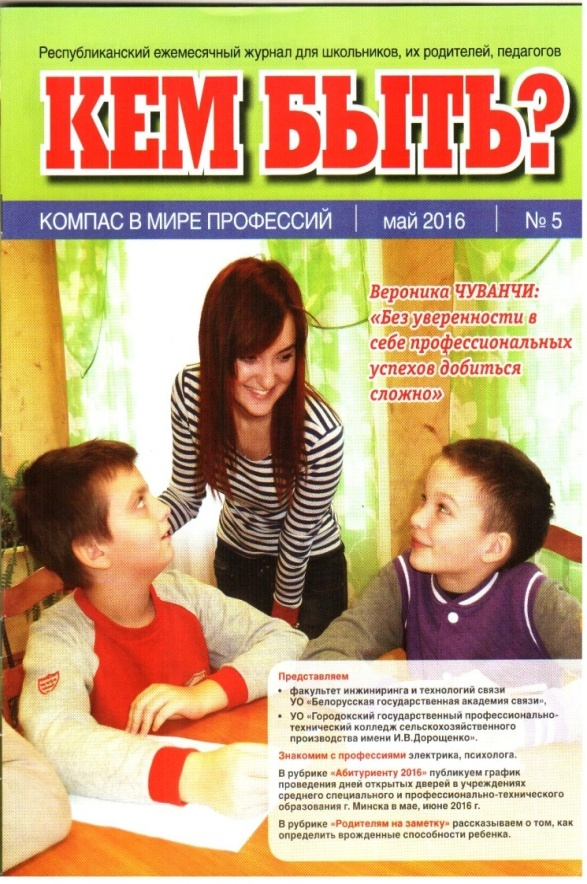 Республиканский ежемесячный журнал для школьников, их родителей, педагогов
КЕМ БЫТЬ?
КОМПАС В МИРЕ ПРОФЕССИЙ | май 2016 | № 5
Вероника ЧУВАНЧИ:
«Без уверенности в
себе профессиональных
успехов добиться
сложно»
Представляем
• факультет инжиниринга и технологий связи
УО «Белорусская государственная академия связи»,
• УО «Городокский государственный профессионально-
технический колледж сельскохозяйственного
производства имени И.В.Дорощенко».
Знакомим с профессиями электрика, психолога.
В рубрике «Абитуриенту 2016» публикуем график
проведения дней открытых дверей в учреждениях
среднего специального и профессионально-технического
образования г. Минска в мае, июне 2016 г.
В рубрике «Родителям на заметку» рассказываем о том, как
определить врожденные способности ребенка.